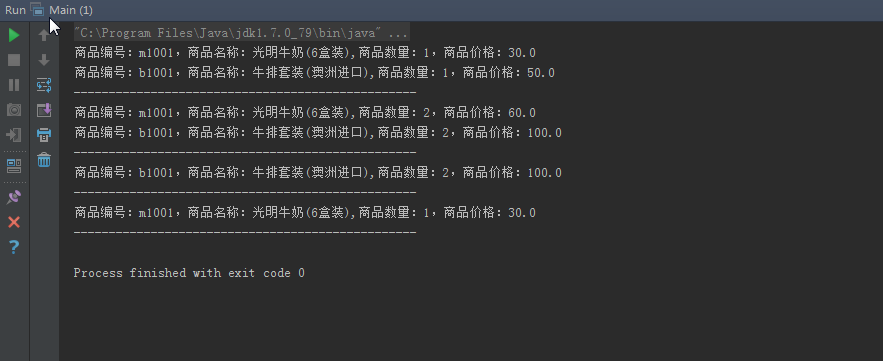 Run Main (1)
"C:\Program Files\Java\jdk1.7.0_79\bin\java" ...
商品编号：m1001，商品名称：光明牛奶(6盒装),商品数量：1，商品价格：30.0
商品编号：b1001，商品名称：牛排套装(澳洲进口),商品数量：1，商品价格：50.0
-------------------------------------------------
商品编号：m1001，商品名称：光明牛奶(6盒装),商品数量：2，商品价格：60.0
商品编号：b1001，商品名称：牛排套装(澳洲进口),商品数量：2，商品价格：100.0
-------------------------------------------------
商品编号：b1001，商品名称：牛排套装(澳洲进口),商品数量：2，商品价格：100.0
-------------------------------------------------
商品编号：m1001，商品名称：光明牛奶(6盒装),商品数量：1，商品价格：30.0
-------------------------------------------------
Process finished with exit code 0